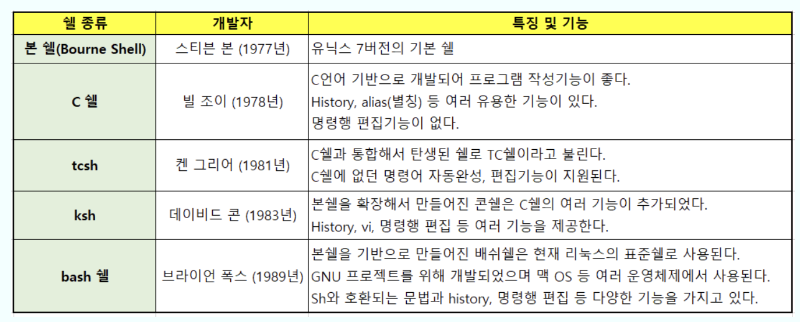 쉘 종류 개발자 특징 및 기능
본 쉘(Bourne Shell) 스티븐 본 (1977년) 유닉스 7버전의 기본 쉘
C 쉘 빌 조이 (1978년) C언어 기반으로 개발되어 프로그램 작성기능이 좋다.
History, alias(별칭) 등 여러 유용한 기능이 있다.
명령행 편집기능이 없다.
tcsh 켄 그리어 (1981년) C쉘과 통합해서 탄생된 쉘로 TC쉘이라고 불린다.
C쉘에 없던 명령어 자동완성, 편집기능이 지원된다.
ksh 데이비드 콘 (1983년) 본쉘을 확장해서 만들어진 콘쉘은 C쉘의 여러 기능이 추가되었다.
History, vi, 명령행 편집 등 여러 기능을 제공한다.
bash 쉘 브라이언 폭스 (1989년) 본쉘을 기반으로 만들어진 배쉬쉘은 현재 리눅스의 표준쉘로 사용된다.
GNU 프로젝트를 위해 개발되었으며 맥 OS 등 여러 운영체제에서 사용된다.
Sh와 호환되는 문법과 history, 명령행 편집 등 다양한 기능을 가지고 있다.